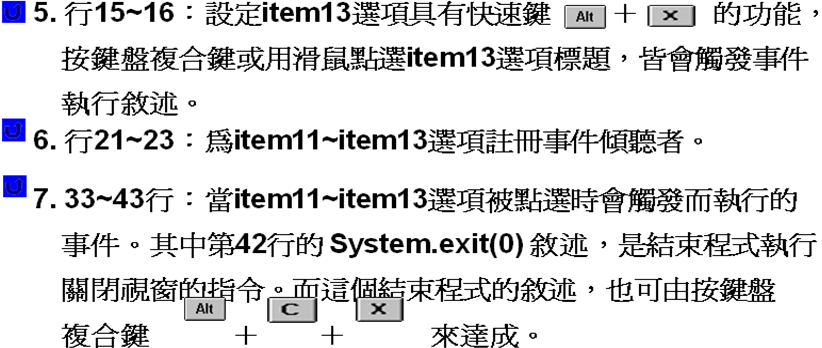 5. 行15~16：設定item13選項具有快速鍵 Alt ＋ X 的功能，
按鍵盤複合鍵或用滑鼠點選item13選項標題，皆會觸發事件
執行敘述。
6. 行21~23：為item11~item13選項註冊事件傾聽者。
7. 33~43行：當item11~item13選項被點選時會觸發而執行的
事件。其中第42行的 System.exit(0) 敘述，是結束程式執行
關閉視窗的指令。而這個結束程式的敘述，也可由按鍵盤
複合鍵 Alt ＋ C ＋ X 來達成。